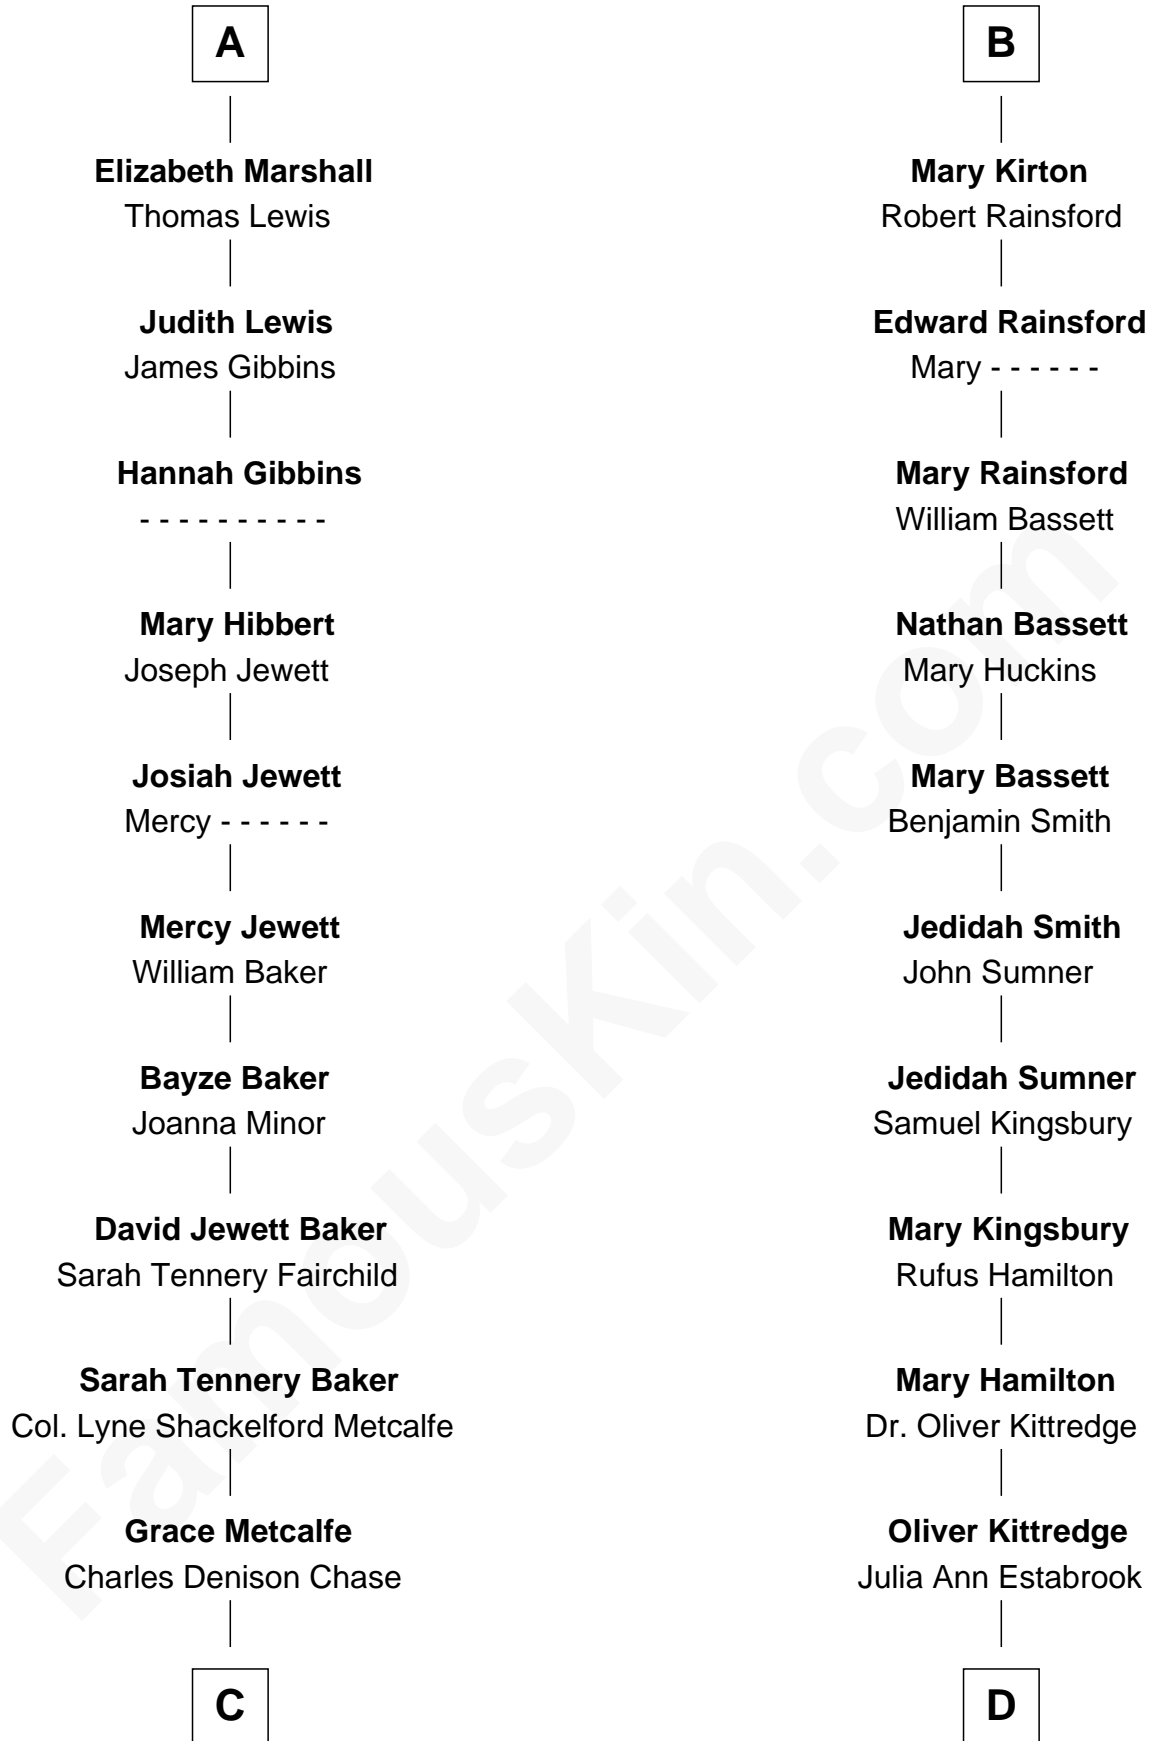 A
Elizabeth Marshall
Thomas Lewis
Judith Lewis
James Gibbins
Hannah Gibbins
- - - - - - - - - -
Mary Hibbert
Joseph Jewett
Josiah Jewett
Mercy - - - - - -
Mercy Jewett
William Baker
Bayze Baker
Joanna Minor
David Jewett Baker
Sarah Tennery Fairchild
Sarah Tennery Baker
Col. Lyne Shackelford Metcalfe
Grace Metcalfe
Charles Denison Chase
C
B
Mary Kirton
Robert Rainsford
Edward Rainsford
Mary - - - - - -
Mary Rainsford
William Bassett
Nathan Bassett
Mary Huckins
Mary Bassett
Benjamin Smith
Jedidah Smith
John Sumner
Jedidah Sumner
Samuel Kingsbury
Mary Kingsbury
Rufus Hamilton
Mary Hamilton
Dr. Oliver Kittredge
Oliver Kittredge
Julia Ann Estabrook
D
FamousKin.com